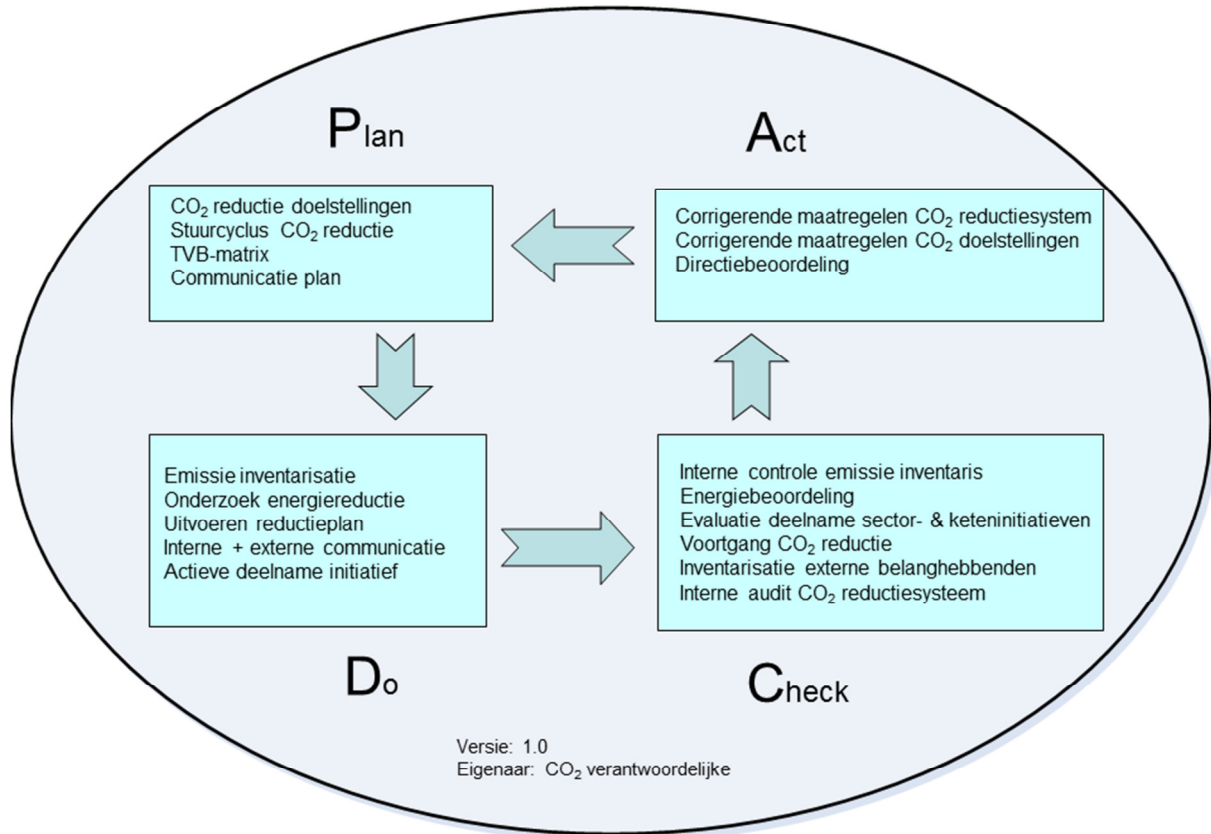 Plan
CO₂ reductie doelstellingen
Stuurcyclus CO₂ reductie
TVB-matrix
Communicatie plan
Act
Corrigerende maatregelen CO₂ reductiesystem
Corrigerende maatregelen CO₂ doelstellingen
Directiebeoordeling
Emissie inventarisatie
Onderzoek energiereductie
Uitvoeren reductieplan
Interne + externe communicatie
Actieve deelname initiatief
Do
Interne controle emissie inventaris
Energiebeoordeling
Evaluatie deelname sector- & keteninitiatieven
Voortgang CO₂ reductie
Inventarisatie externe belanghebbenden
Interne audit CO₂ reductiesysteem
Check
Versie: 1.0
Eigenaar: CO₂ verantwoordelijke